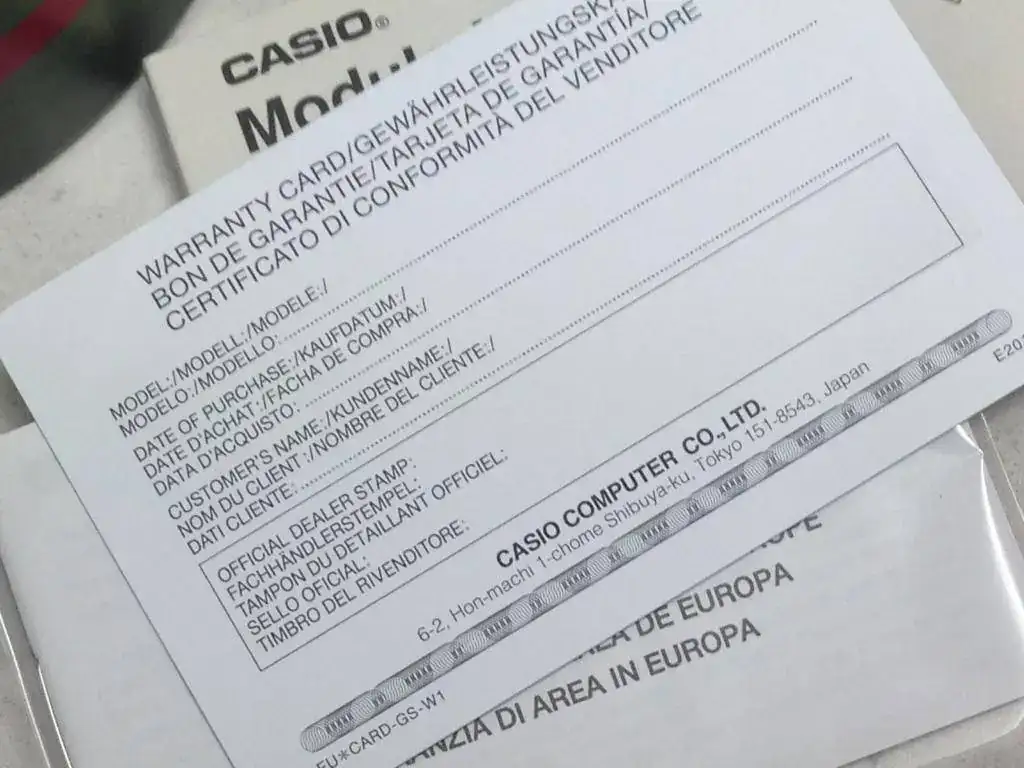 CASIO®
WARRANTY CARD/GEWÄHRLEISTUNGSKA
BON DE GARANTIE/TARJETA DE GARANTÍA/
CERTIFICATO DI CONFORMITÀ DEL VENDITORE
MODEL:/MODELL:/MODELE:/
MODELO:/MODELLO:
DATE OF PURCHASE:/KAUFDATUM:/
DATE D'ACHAT :/FACHA DE COMPRA:/
DATA D'ACQUISTO:
CUSTOMER'S NAME:/KUNDENNAME:/
NOM DU CLIENT :/NOMBRE DEL CLIENTE:/
DATI CLIENTE:
OFFICIAL DEALER STAMP:
FACHHÄNDLERSTEMPEL:
TAMPON DU DETAILLANT OFFICIEL:
SELLO OFICIAL:
TIMBRO DEL RIVENDITORE:
CASIO COMPUTER CO.,LTD.
6-2, Hon-machi 1-chome Shibuya-ku, Tokyo 151-8543, Japan
EU*CARD-GS-W1
E201
DE EUROPA
ANZIA DI AREA IN EUROPA